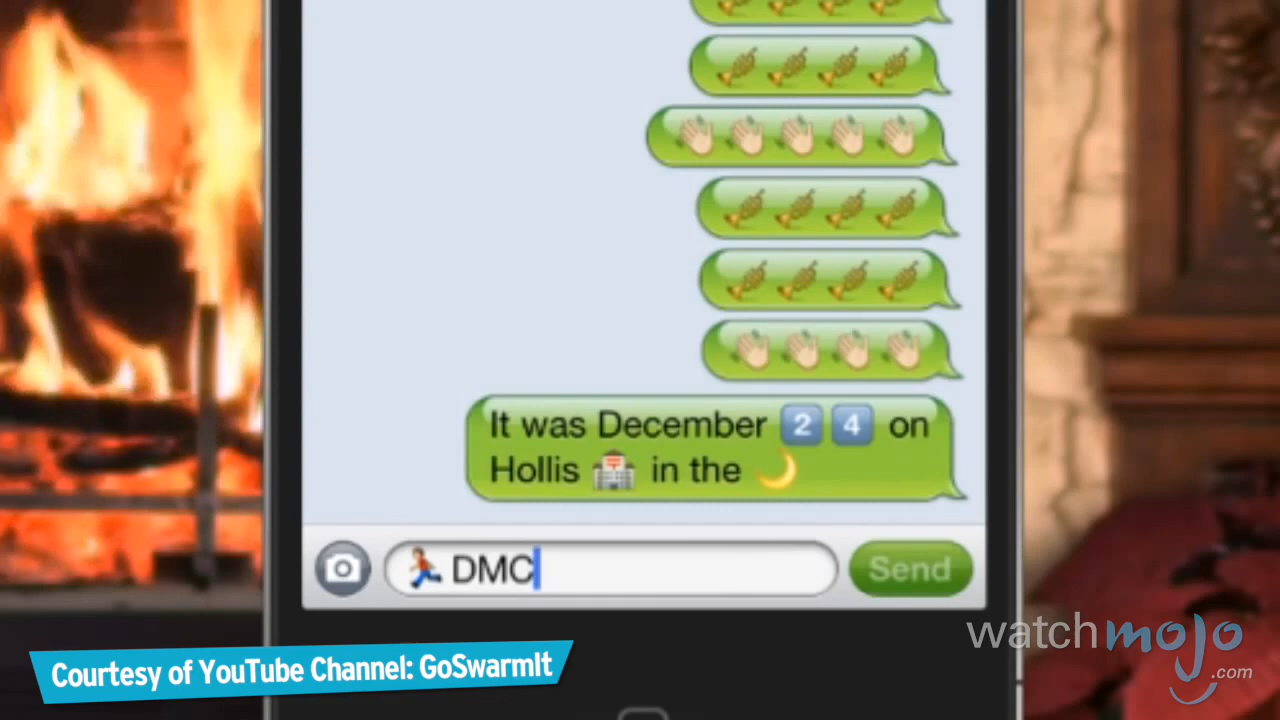 It was December 2 4 on
Hollis in the
DMC
Send
watchmojo
.com
Courtesy of YouTube Channel: GoSwarmIt